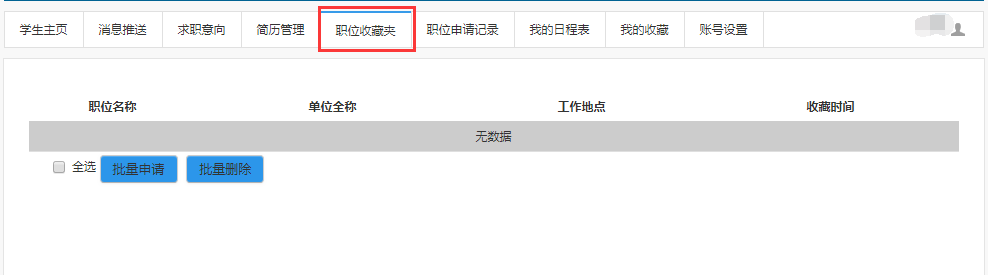 学生主页 消息推送 求职意向 简历管理 职位收藏夹 职位申请记录 我的日程表 我的收藏 账号设置
职位名称 单位全称 工作地点 收藏时间
无数据
全选 批量申请 批量删除